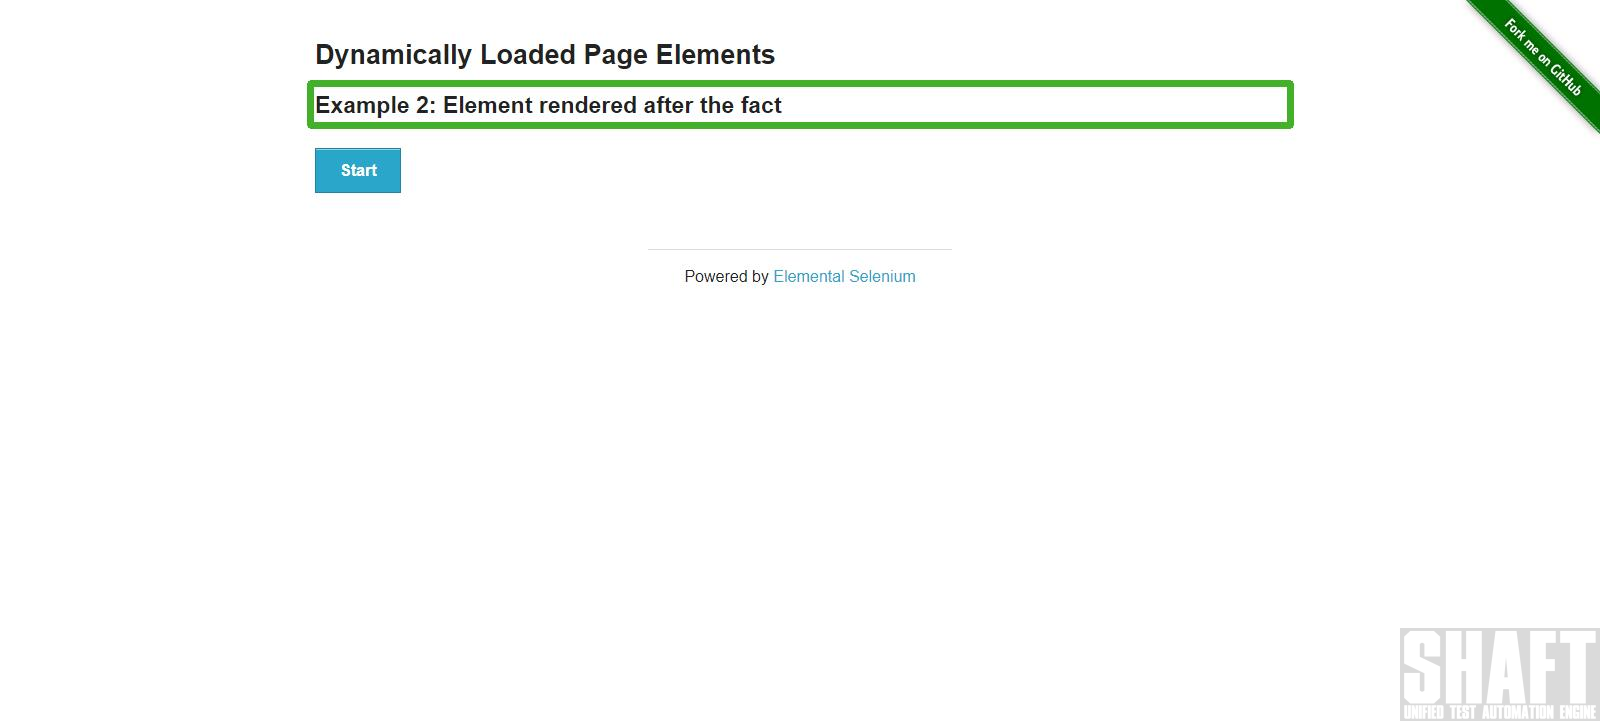 Dynamically Loaded Page Elements
Fork me on GitHub
Example 2: Element rendered after the fact
Start
Powered by Elemental Selenium
SHAFT
UNIFIED TEST AUTOMATION ENGINE